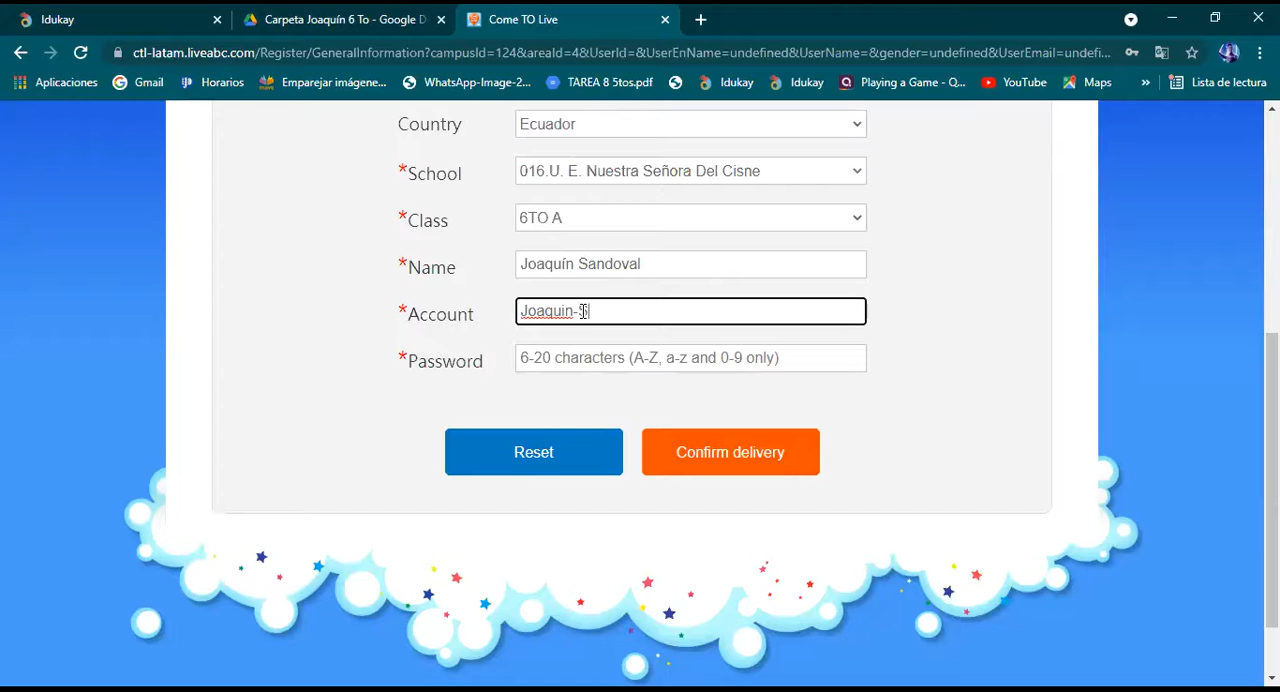 Idukay
Carpeta Joaquín 6 To - Google D
Come TO Live
ctl-latam.liveabc.com/Register/GeneralInformation?campusId=124&areaId=4&UserId=&UserEnName=undefined&UserName=&gender=undefined&UserEmail=undefi...
Aplicaciones
Gmail
Horarios
Emparejar imágene...
WhatsApp-Image-2...
TAREA 8 5tos.pdf
Idukay
Idukay
Playing a Game - Q...
YouTube
Maps
»
Lista de lectura
Country
Ecuador
*School
016.U. E. Nuestra Señora Del Cisne
*Class
6TO A
*Name
Joaquín Sandoval
*Account
Joaquin-S
*Password
6-20 characters (A-Z, a-z and 0-9 only)
Reset
Confirm delivery